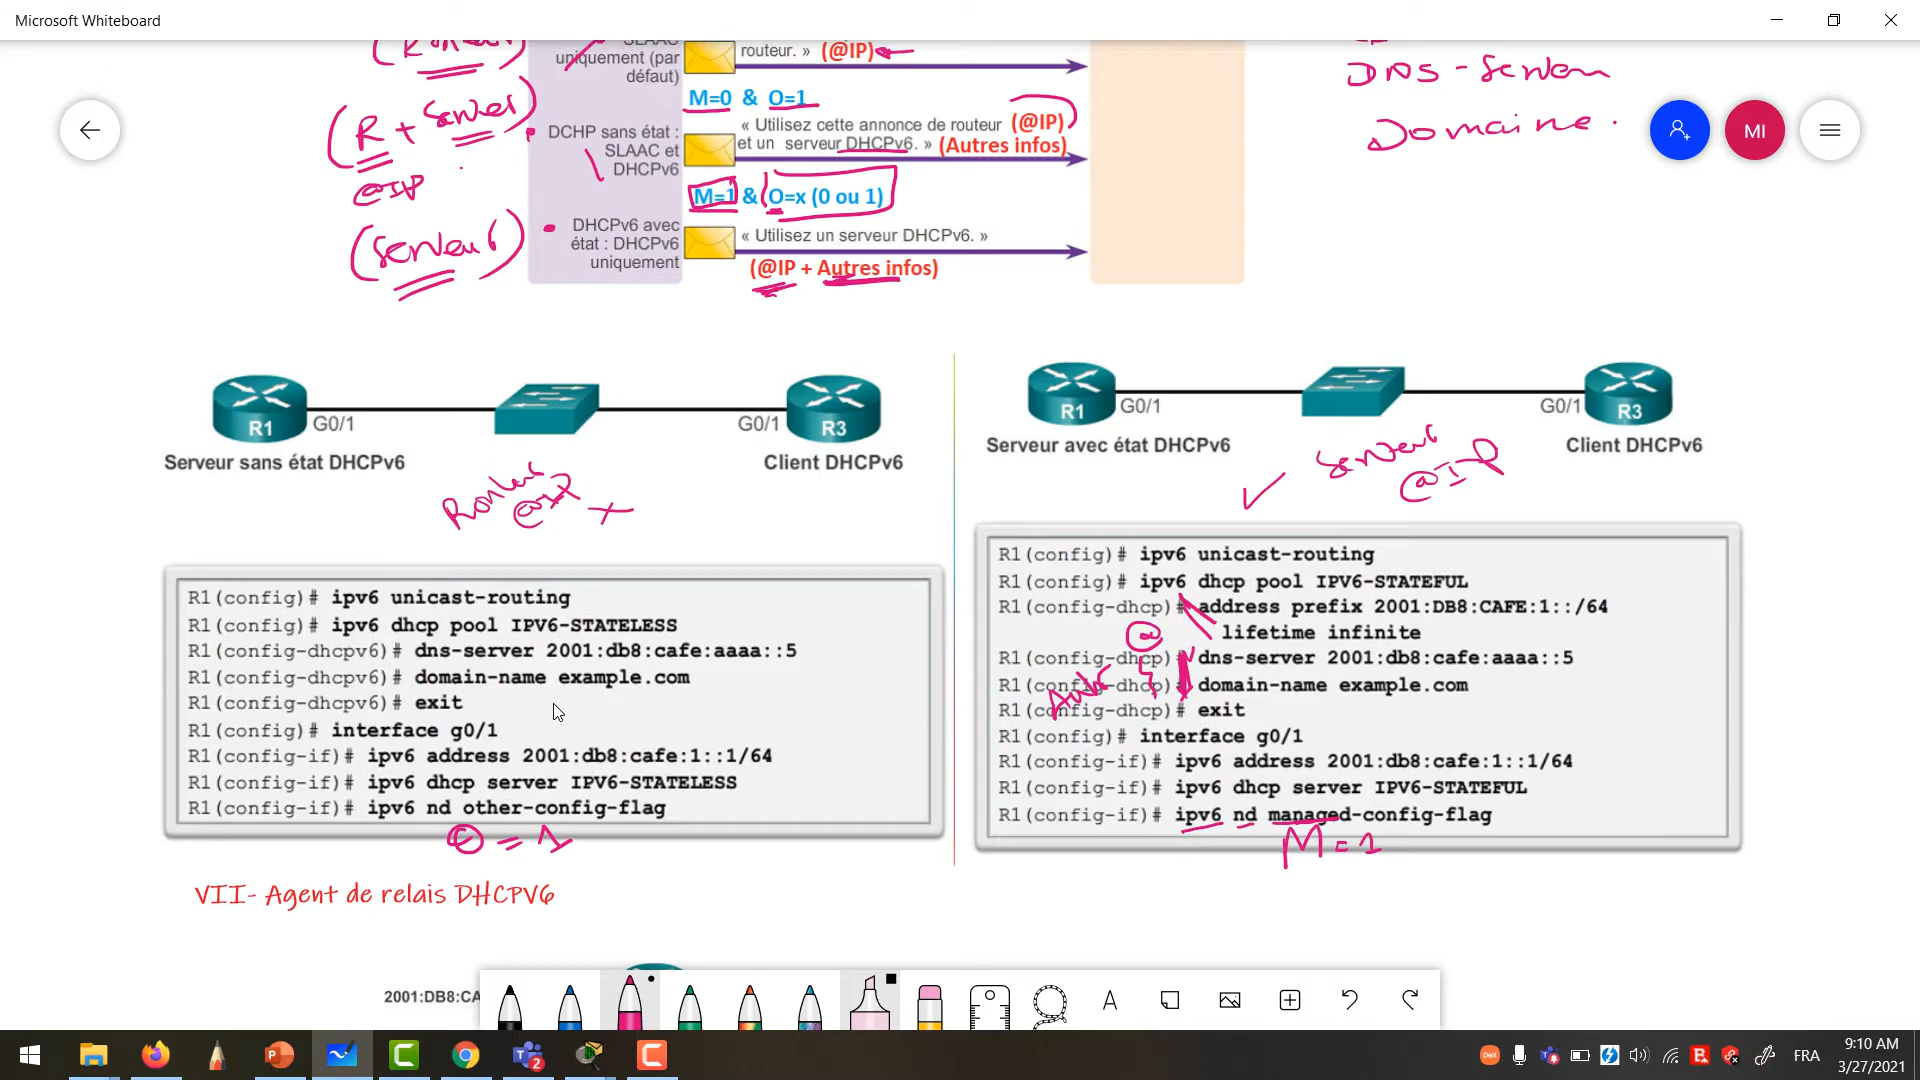 Microsoft Whiteboard
SLAAC
uniquement (par
défaut)
routeur. » (@IP)
M=0 & O=1
« Utilisez cette annonce de routeur (@IP)
et un serveur DHCPv6. » (Autres infos)
DCHP sans état :
SLAAC et
DHCPv6
M=1 & O=x (0 ou 1)
DHCPv6 avec
état : DHCPv6
uniquement
« Utilisez un serveur DHCPv6. »
(@IP + Autres infos)
(R + Server)
@IP
(Serveur 6)
DNS - Serveur
Domaine .
MI
R1
G0/1
G0/1
R3
Serveur sans état DHCPv6
Client DHCPv6
Routeur
@IP
R1(config)# ipv6 unicast-routing
R1(config)# ipv6 dhcp pool IPV6-STATELESS
R1(config-dhcpv6)# dns-server 2001:db8:cafe:aaaa::5
R1(config-dhcpv6)# domain-name example.com
R1(config-dhcpv6)# exit
R1(config)# interface g0/1
R1(config-if)# ipv6 address 2001:db8:cafe:1::1/64
R1(config-if)# ipv6 dhcp server IPV6-STATELESS
R1(config-if)# ipv6 nd other-config-flag
O = 1
R1
G0/1
G0/1
R3
Serveur avec état DHCPv6
Client DHCPv6
Serveur
@IP
R1(config)# ipv6 unicast-routing
R1(config)# ipv6 dhcp pool IPV6-STATEFUL
R1(config-dhcp)# address prefix 2001:DB8:CAFE:1::/64
lifetime infinite
R1(config-dhcp)# dns-server 2001:db8:cafe:aaaa::5
R1(config-dhcp)# domain-name example.com
R1(config-dhcp)# exit
R1(config)# interface g0/1
R1(config-if)# ipv6 address 2001:db8:cafe:1::1/64
R1(config-if)# ipv6 dhcp server IPV6-STATEFUL
R1(config-if)# ipv6 nd managed-config-flag
@
M = 1
VII- Agent de relais DHCPV6
2001:DB8:CA
FRA
9:10 AM
3/27/2021